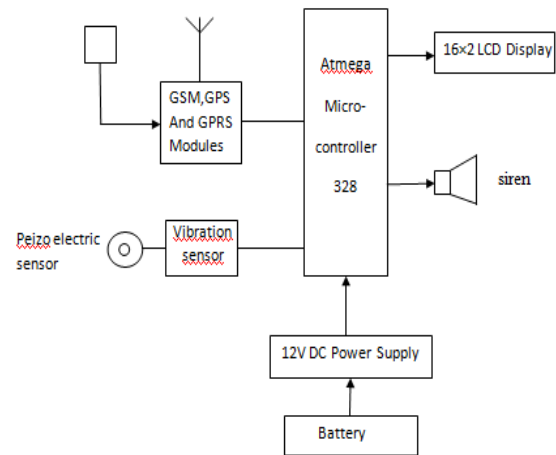 Atmega
Micro-
controller
328
16×2 LCD Display
GSM,GPS
And GPRS
Modules
siren
Peizo electric
sensor
Vibration
sensor
12V DC Power Supply
Battery